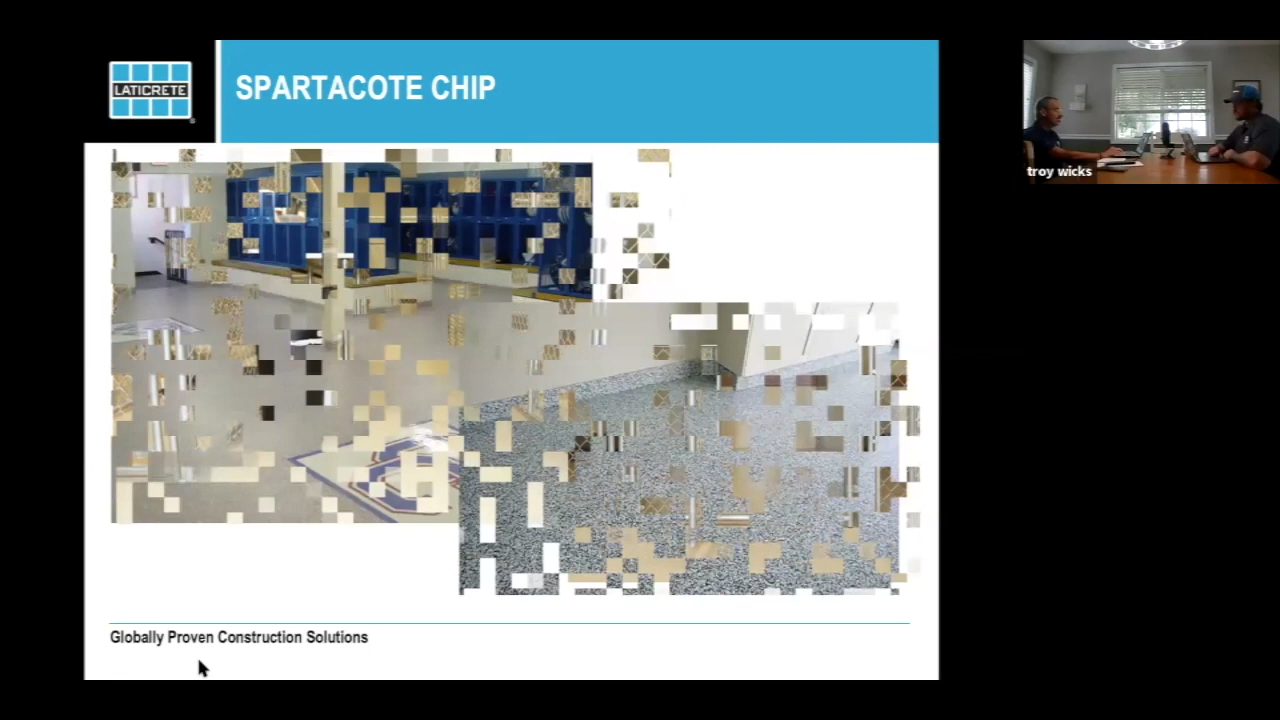 LATICRETE
SPARTACOTE CHIP
troy wicks
Globally Proven Construction Solutions